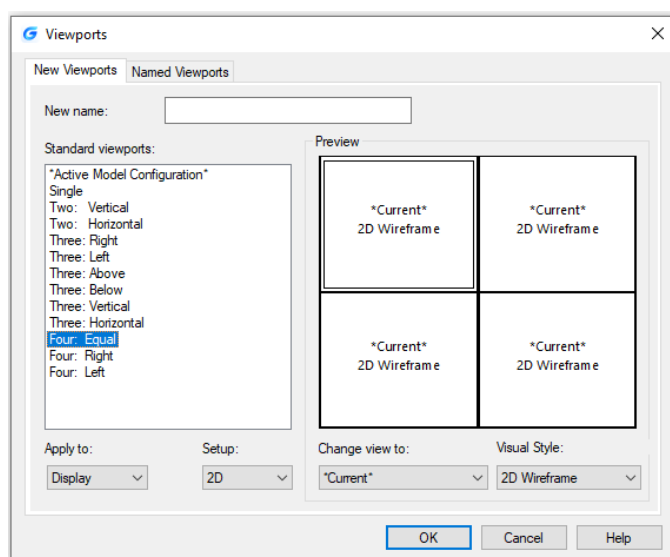 Viewports
New Viewports
Named Viewports
New name:
Standard viewports:
*Active Model Configuration*
Single
Two: Vertical
Two: Horizontal
Three: Right
Three: Left
Three: Above
Three: Below
Three: Vertical
Three: Horizontal
Four: Equal
Four: Right
Four: Left
Preview
*Current*
2D Wireframe
*Current*
2D Wireframe
*Current*
2D Wireframe
*Current*
2D Wireframe
Apply to:
Display
Setup:
2D
Change view to:
*Current*
Visual Style:
2D Wireframe
OK
Cancel
Help